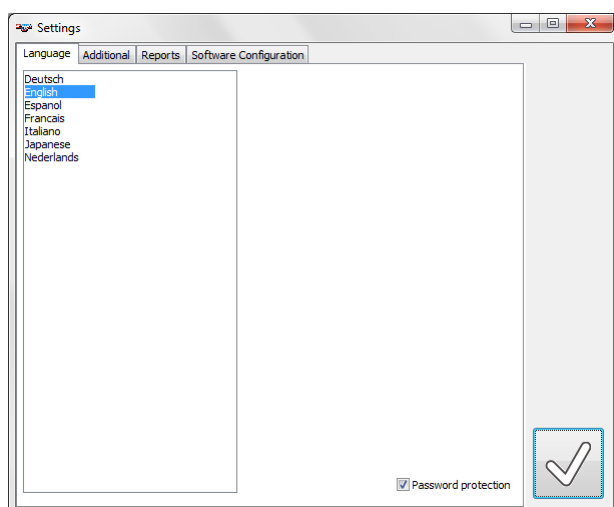 Settings
Language Additional Reports Software Configuration
Deutsch
English
Espanol
Francais
Italiano
Japanese
Nederlands
Password protection